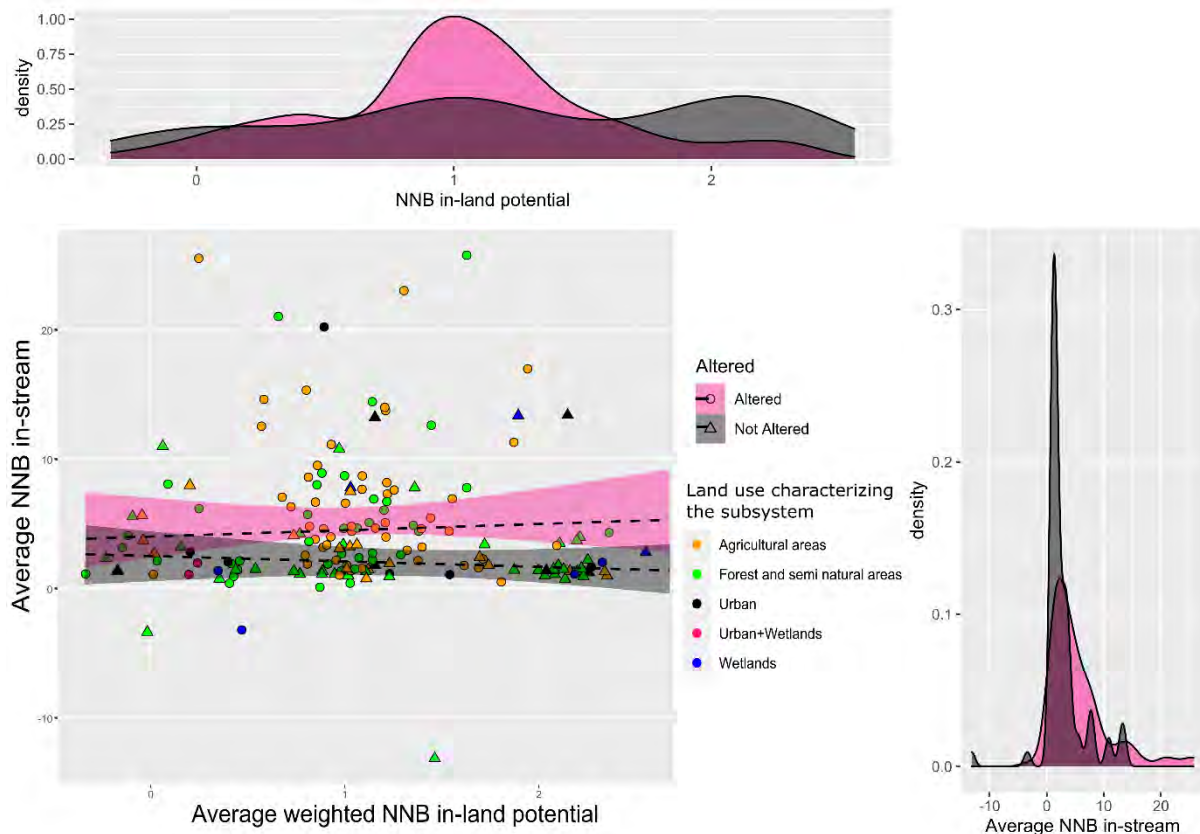 1.00
0.75
0.50
0.25
0.00
density
0
1
2
NNB in-land potential
20
10
0
-10
Average NNB in-stream
0
1
2
Average weighted NNB in-land potential
Altered
Altered
Not Altered
Land use characterizing
the subsystem
Agricultural areas
Forest and semi natural areas
Urban
Urban+Wetlands
Wetlands
0.3
0.2
0.1
0.0
density
-10
0
10
20
Average NNB in-stream